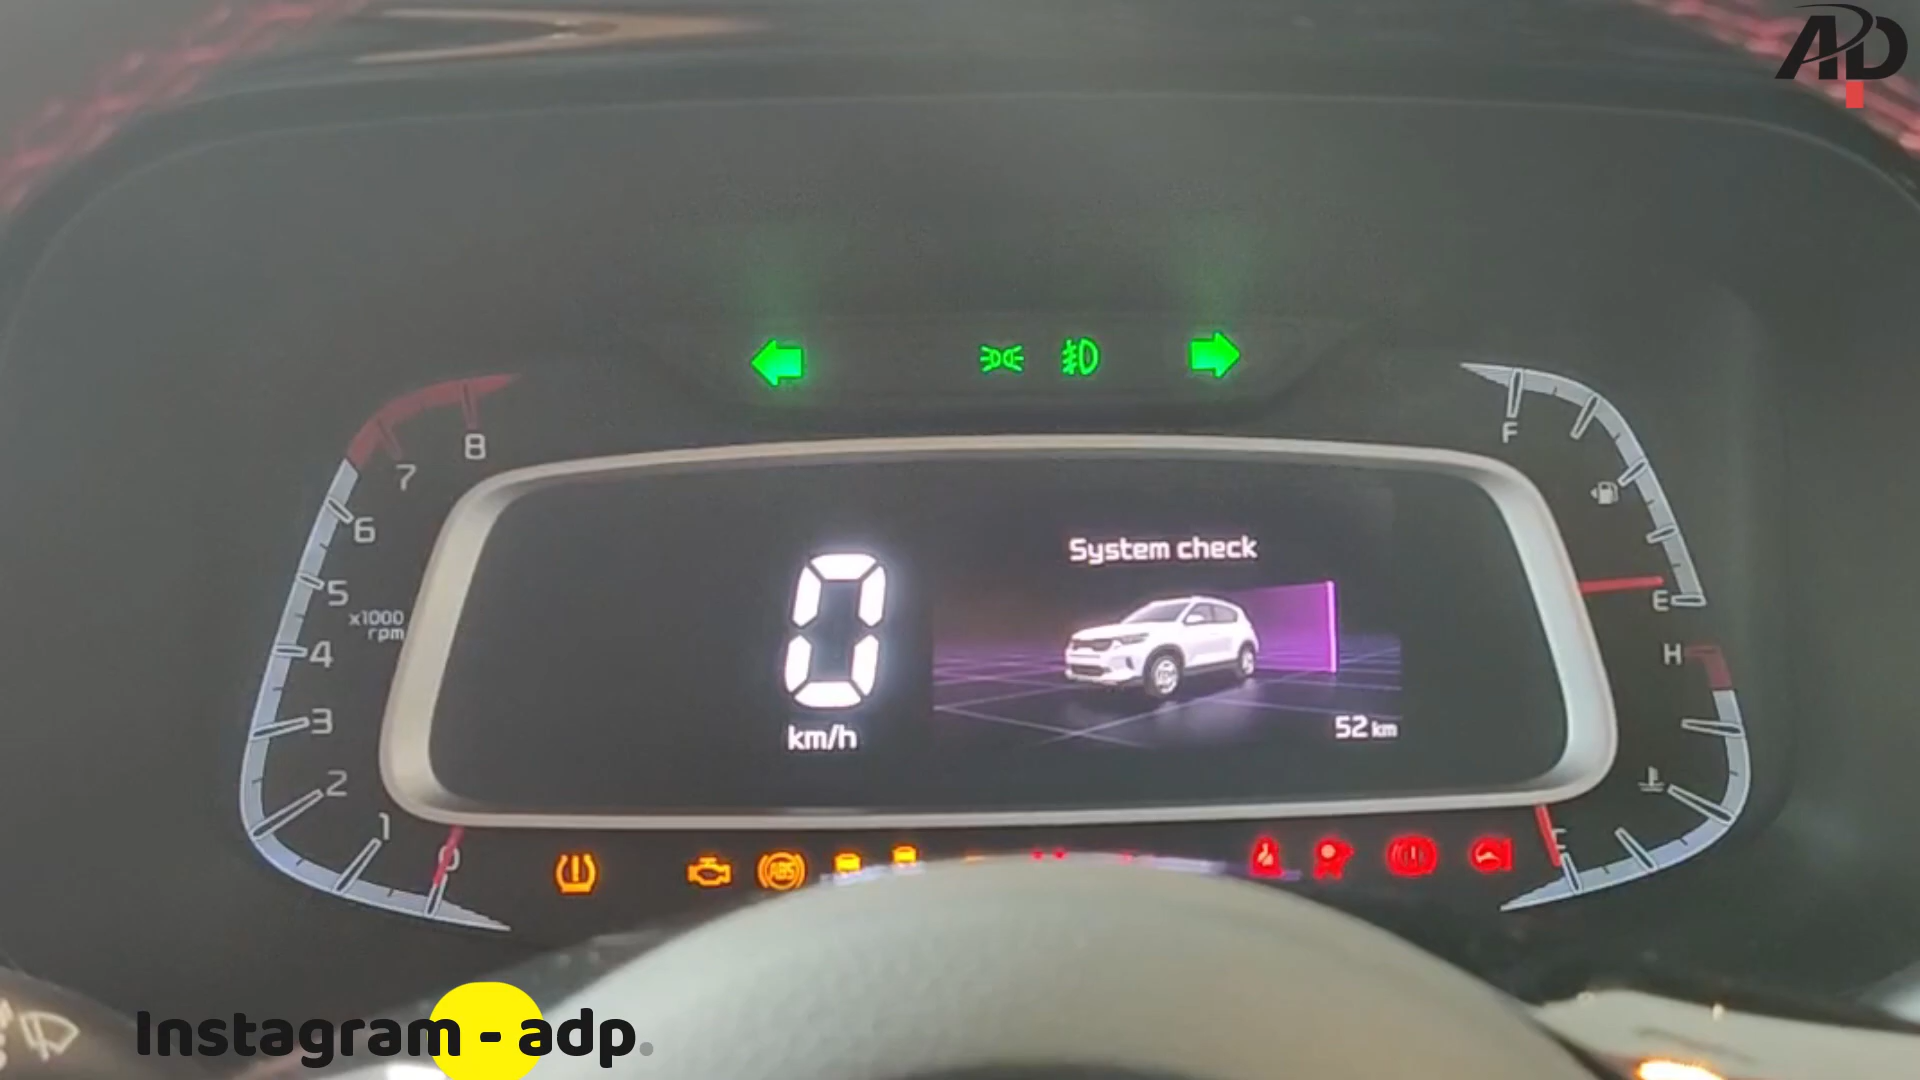 AD
8
7
6
5
x1000
rpm
4
3
2
1
0
F
E
H
C
System check
0
km/h
52 km
ABS
Instagram - adp.